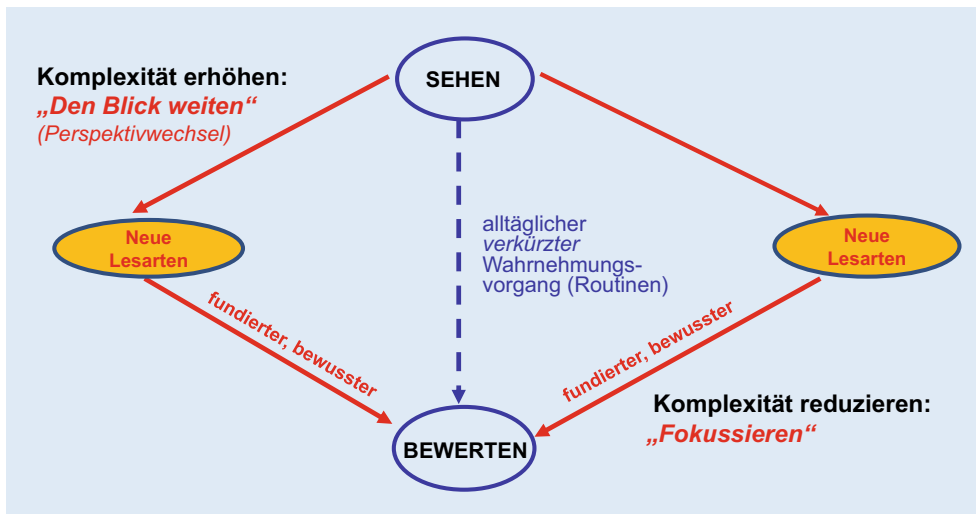 Komplexität erhöhen:
„Den Blick weiten“
(Perspektivwechsel)
SEHEN
Neue
Lesarten
alltäglicher
verkürzter
Wahrnehmungs-
vorgang (Routinen)
Neue
Lesarten
fundierter, bewusster
fundierter, bewusster
BEWERTEN
Komplexität reduzieren:
„Fokussieren“